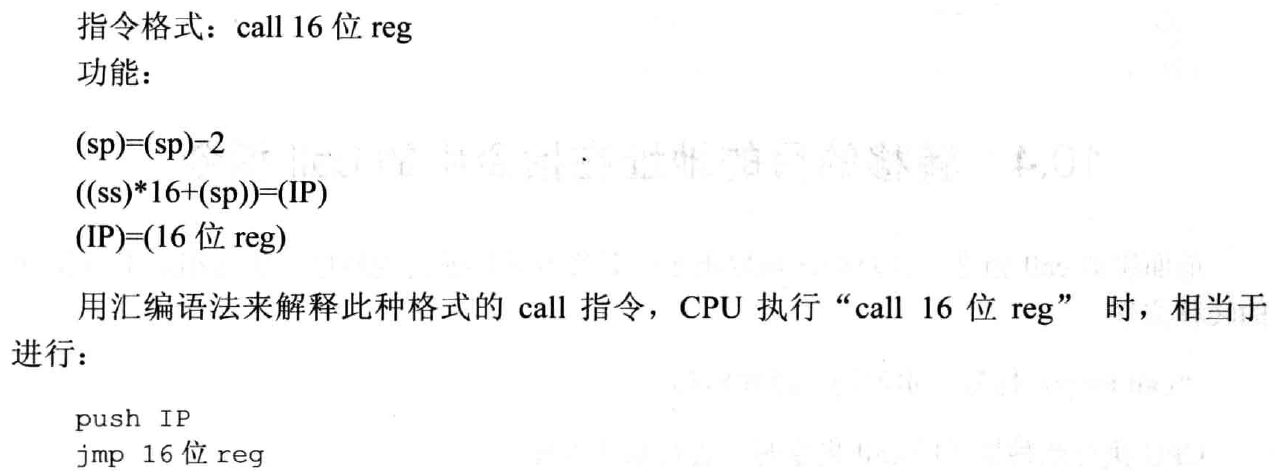 指令格式：call 16 位 reg
功能：
(sp)=(sp)-2
((ss)*16+(sp))=(IP)
(IP)=(16 位 reg)
用汇编语法来解释此种格式的 call 指令，CPU 执行“call 16 位 reg” 时，相当于
进行：
push IP
jmp 16 位 reg